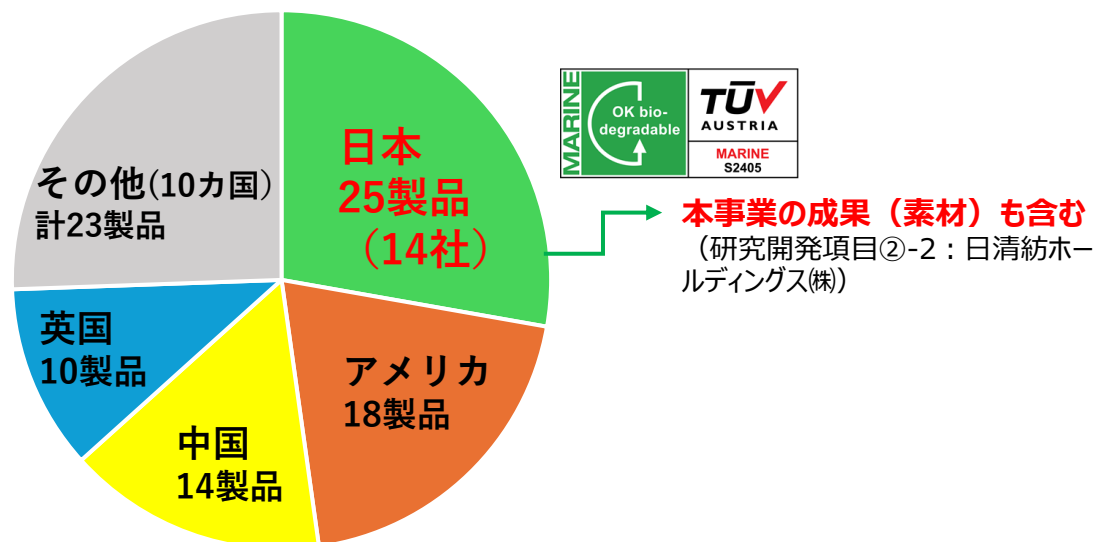 日本
25製品
（14社）
その他(10カ国)
計23製品
英国
10製品
中国
14製品
アメリカ
18製品
MARINE
OK bio-
degradable
TÜV
AUSTRIA
MARINE
S2405
本事業の成果（素材）も含む
（研究開発項目②-2：日清紡ホー
ルディングス㈱）